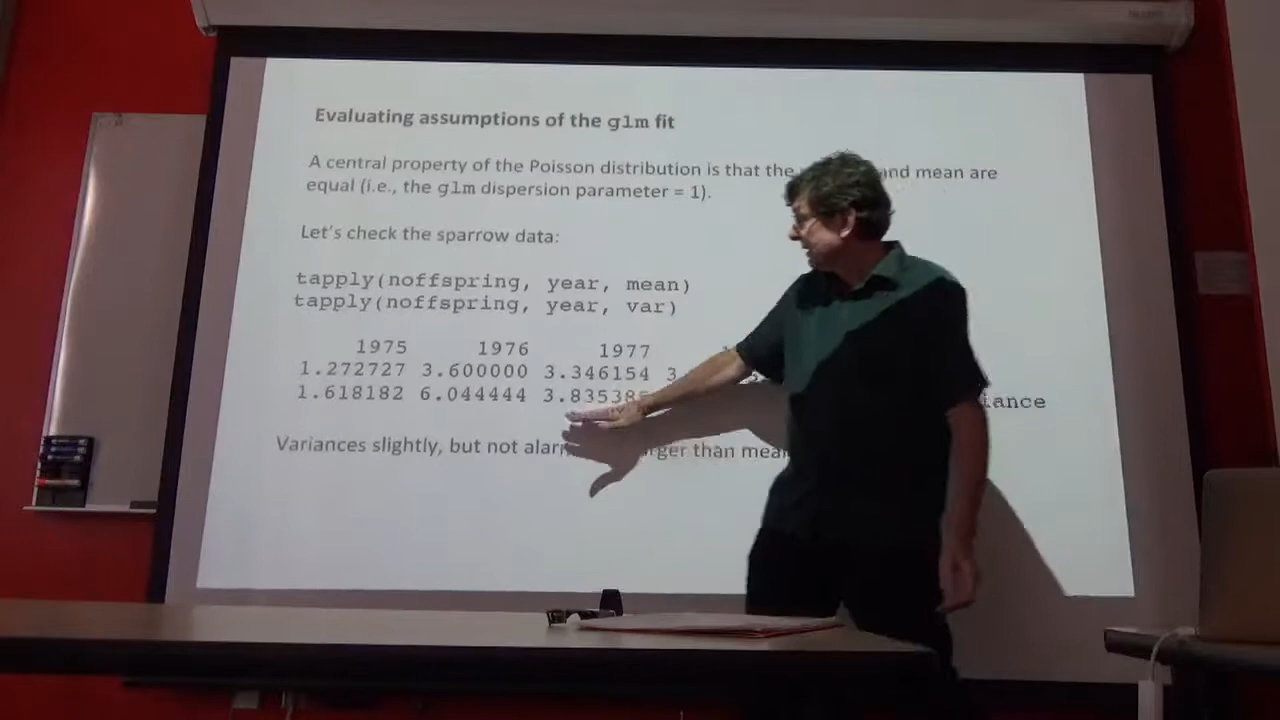 Evaluating assumptions of the glm fit
A central property of the Poisson distribution is that the and mean are
equal (i.e., the glm dispersion parameter = 1).
Let's check the sparrow data:
tapply(noffspring, year, mean)
tapply(noffspring, year, var)
1975 1976 1977
1.272727 3.600000 3.346154
1.618182 6.044444
Variances slightly, but not than